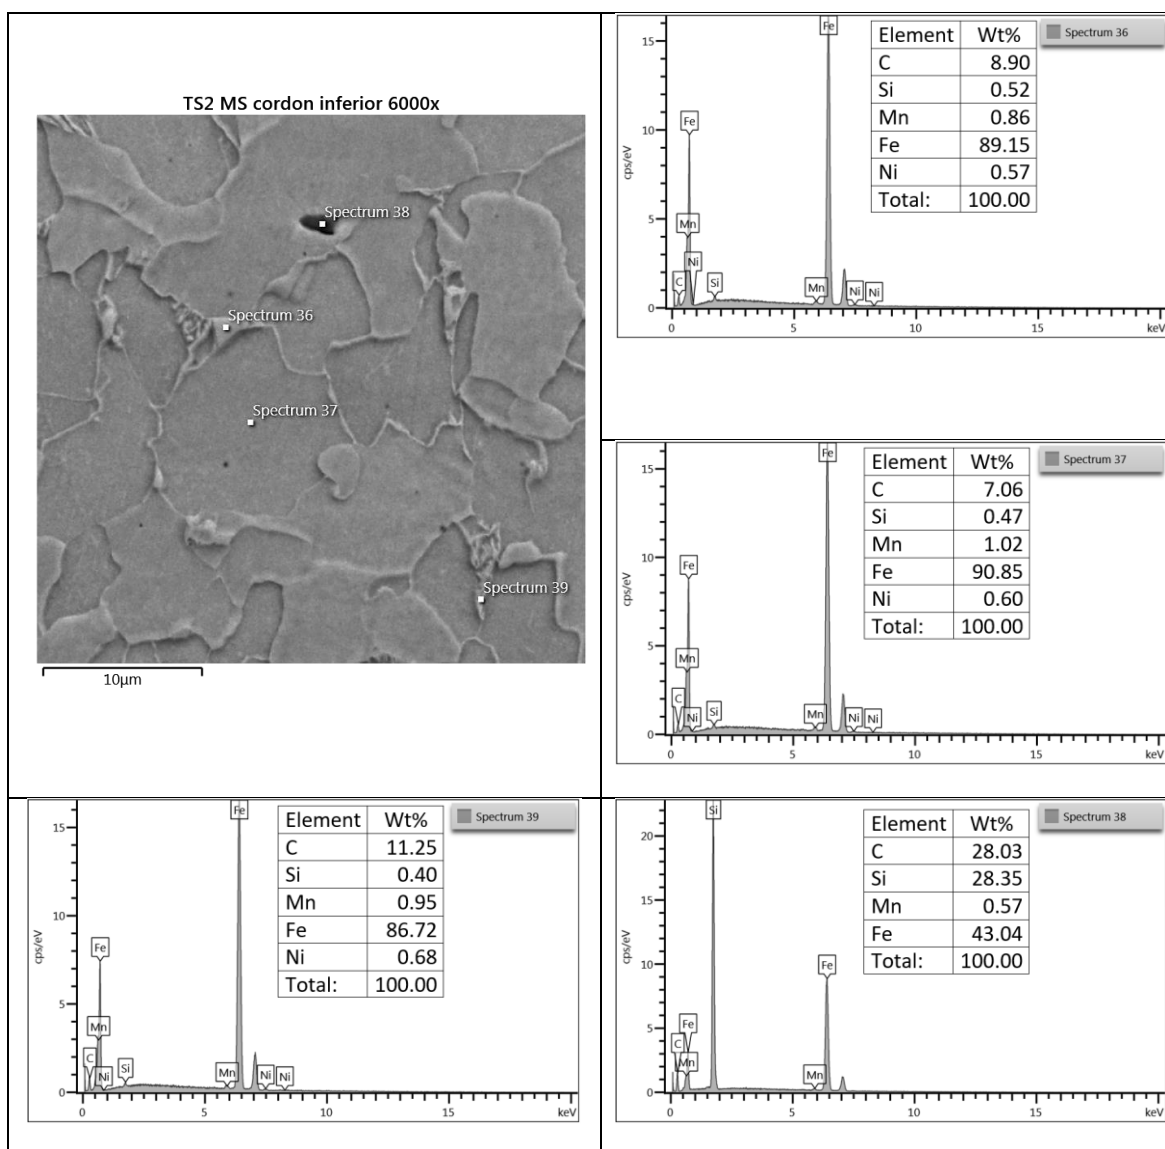 TS2 MS cordon inferior 6000x
Spectrum 38
Spectrum 36
Spectrum 37
Spectrum 39
10µm
Spectrum 36
Element Wt%
C 8.90
Si 0.52
Mn 0.86
Fe 89.15
Ni 0.57
Total: 100.00
cps/eV
15
10
5
0
Fe
Fe
Mn
Ni
C
Si
Mn
Ni
Ni
0 5 10 15 keV
Spectrum 37
Element Wt%
C 7.06
Si 0.47
Mn 1.02
Fe 90.85
Ni 0.60
Total: 100.00
cps/eV
15
10
5
0
Fe
Fe
Mn
C
Ni
Si
Mn
Ni
Ni
0 5 10 15 keV
Spectrum 39
Element Wt%
C 11.25
Si 0.40
Mn 0.95
Fe 86.72
Ni 0.68
Total: 100.00
cps/eV
15
10
5
0
Fe
Fe
Mn
C
Ni
Si
Mn
Ni
Ni
0 5 10 15 keV
Spectrum 38
Element Wt%
C 28.03
Si 28.35
Mn 0.57
Fe 43.04
Total: 100.00
cps/eV
20
15
10
5
0
Si
Fe
Fe
C
Mn
Mn
0 5 10 15 keV